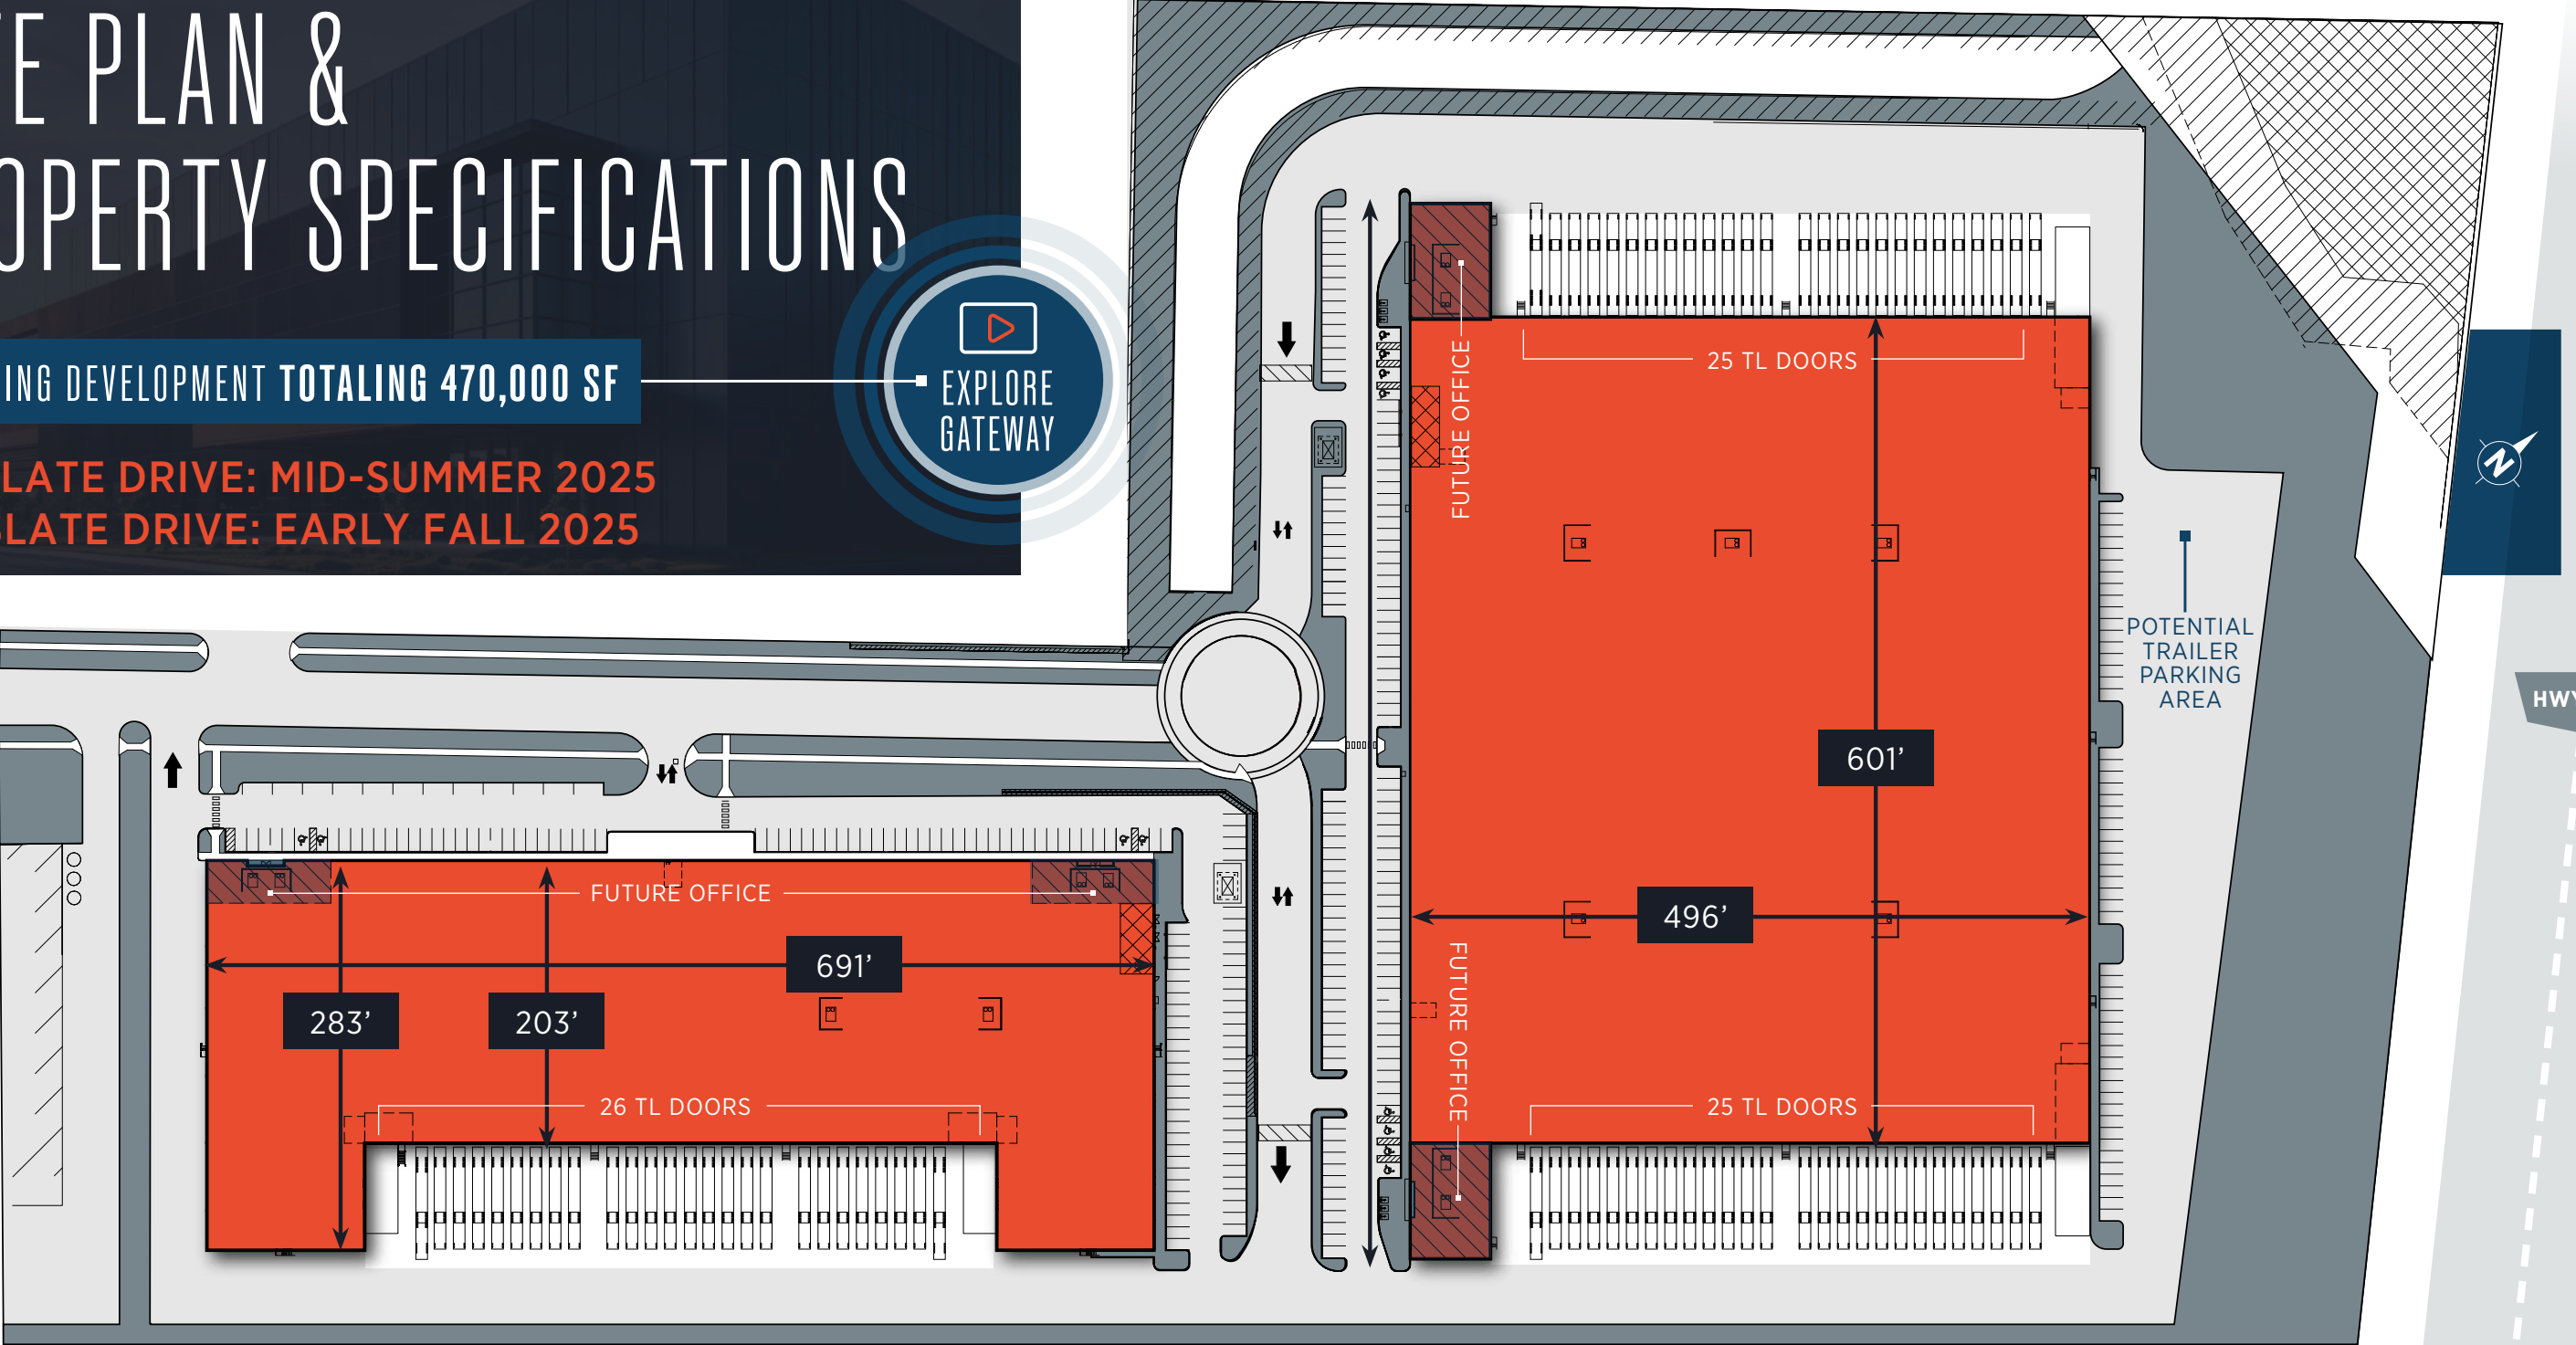 E PLAN &
OPERTY SPECIFICATIONS
ING DEVELOPMENT TOTALING 470,000 SF
EXPLORE
GATEWAY
LATE DRIVE: MID-SUMMER 2025
LATE DRIVE: EARLY FALL 2025
FUTURE OFFICE
25 TL DOORS
N
POTENTIAL
TRAILER
PARKING
AREA
HWY
601’
496’
FUTURE OFFICE
25 TL DOORS
FUTURE OFFICE
691’
283’
203’
26 TL DOORS